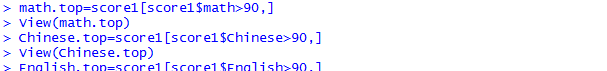 > math.top=score1[score1$math>90,]
> View(math.top)
> Chinese.top=score1[score1$Chinese>90,]
> View(Chinese.top)
> English.top=score1[score1$English>90,]